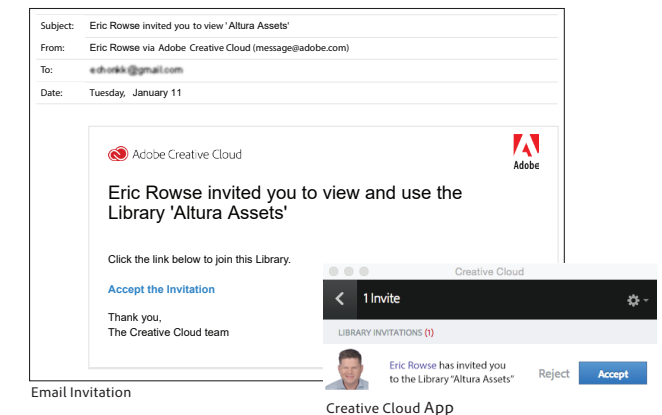 Subject: Eric Rowse invited you to view 'Altura Assets'
From: Eric Rowse via Adobe Creative Cloud (message@adobe.com)
To:
Date: Tuesday, January 11
Adobe Creative Cloud
Adobe
Eric Rowse invited you to view and use the
Library 'Altura Assets'
Click the link below to join this Library.
Accept the Invitation
Thank you,
The Creative Cloud team
Email Invitation
Creative Cloud
1 Invite
LIBRARY INVITATIONS (1)
Eric Rowse has invited you
to the Library "Altura Assets"
Reject
Accept
Creative Cloud App